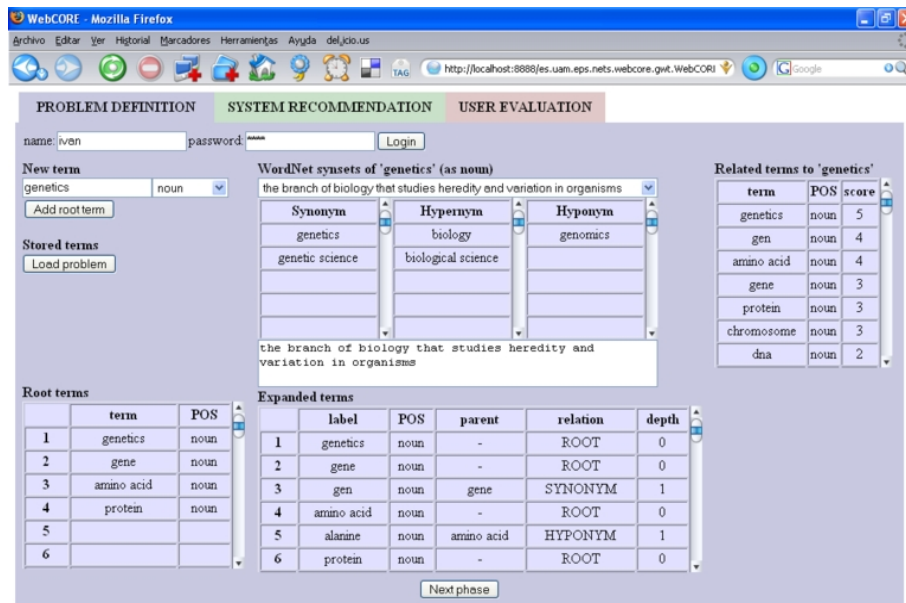 WebCORE - Mozilla Firefox
Archivo Editar Ver Historial Marcadores Herramientas Ayuda del.icio.us
TAG http://localhost:8888/es.uam.eps.nets.webcore.gwt.WebCORI Google
PROBLEM DEFINITION SYSTEM RECOMMENDATION USER EVALUATION
name: ivan password: **** Login
New term
genetics noun
Add root term
Stored terms
Load problem
WordNet synsets of 'genetics' (as noun)
the branch of biology that studies heredity and variation in organisms
Synonym Hypernym Hyponym
genetics biology genomics
genetic science biological science
the branch of biology that studies heredity and
variation in organisms
Related terms to 'genetics'
term POS score
genetics noun 5
gen noun 4
amino acid noun 4
gene noun 3
protein noun 3
chromosome noun 3
dna noun 2
Root terms
term POS
1 genetics noun
2 gene noun
3 amino acid noun
4 protein noun
5
6
Expanded terms
label POS parent relation depth
1 genetics noun - ROOT 0
2 gene noun - ROOT 0
3 gen noun gene SYNONYM 1
4 amino acid noun - ROOT 0
5 alanine noun amino acid HYPONYM 1
6 protein noun - ROOT 0
Next phase